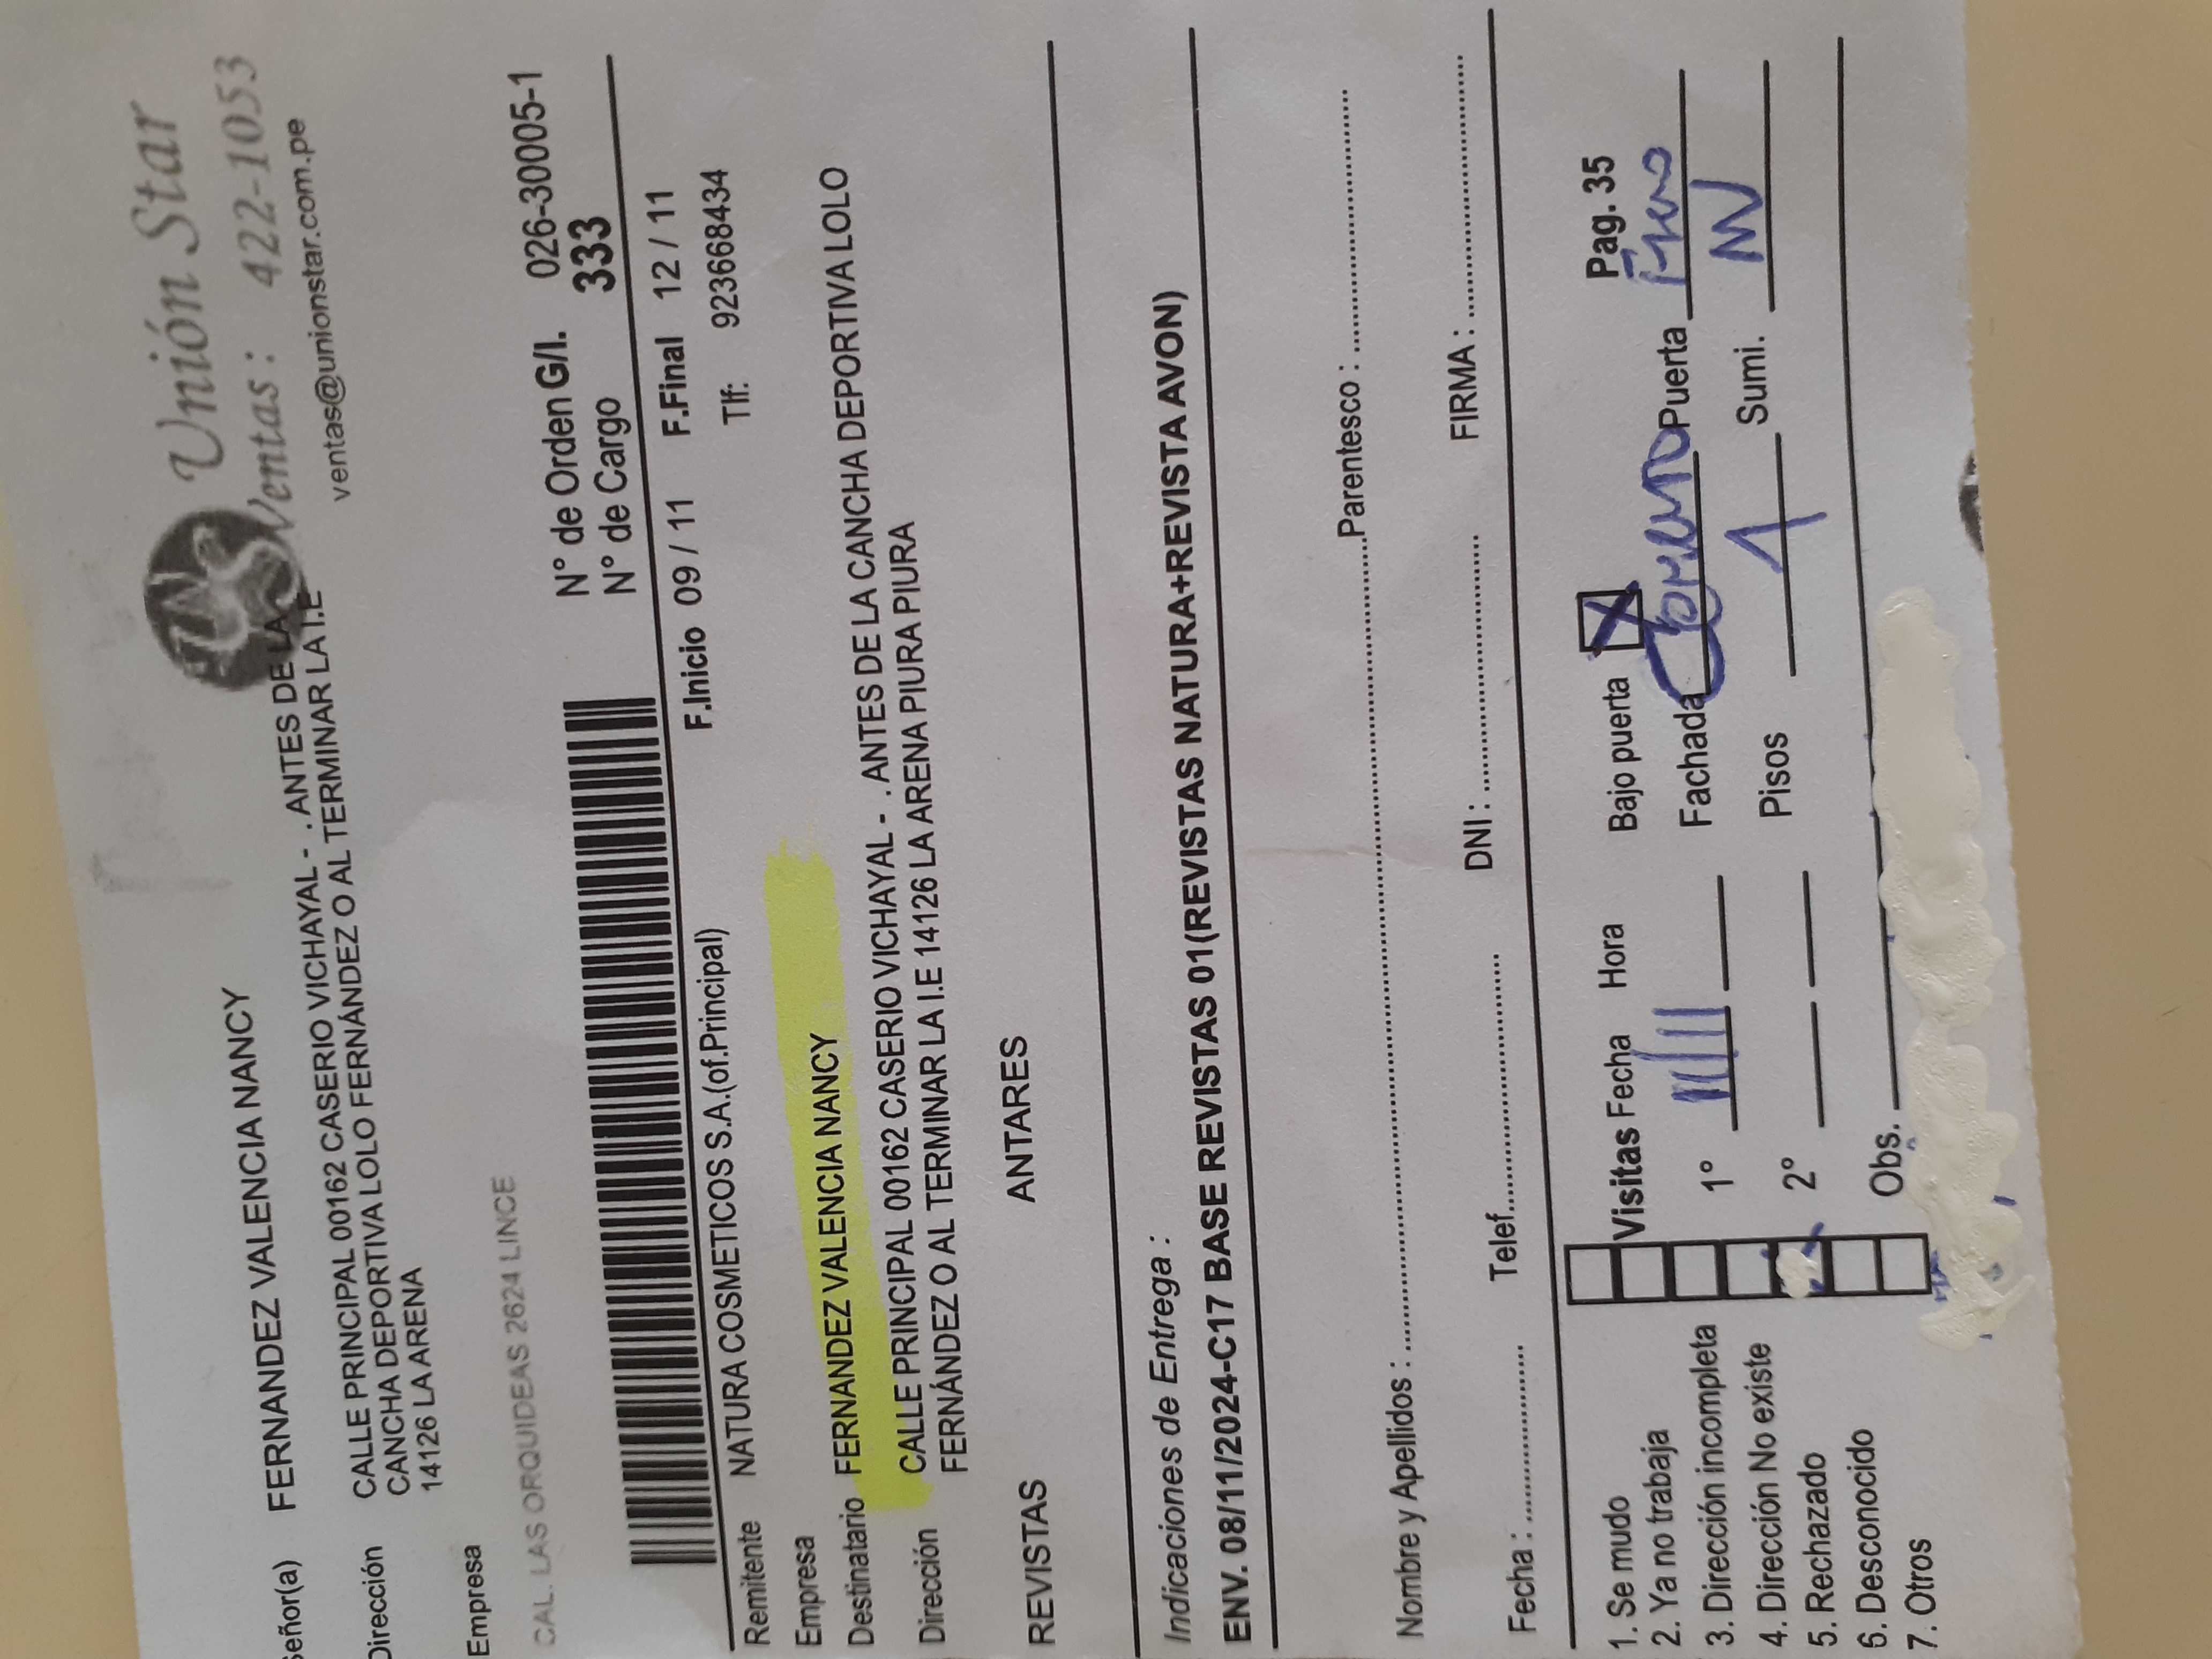 Unión Star
Ventas: 422-1053
ventas@unionstar.com.pe
Señor(a) FERNANDEZ VALENCIA NANCY
Dirección CALLE PRINCIPAL 00162 CASERIO VICHAYAL - . ANTES DE LA
CANCHA DEPORTIVA LOLO FERNÁNDEZ O AL TERMINAR LA I.E
14126 LA ARENA
Empresa
CAL. LAS ORQUIDEAS 2624 LINCE
N° de Orden G/I. 026-30005-1
N° de Cargo 333
F.Inicio 09 / 11 F.Final 12 / 11
Remitente NATURA COSMETICOS S.A.(of.Principal) Tlf: 923668434
Empresa
Destinatario FERNANDEZ VALENCIA NANCY
Dirección CALLE PRINCIPAL 00162 CASERIO VICHAYAL - . ANTES DE LA CANCHA DEPORTIVA LOLO
FERNÁNDEZ O AL TERMINAR LA I.E 14126 LA ARENA PIURA PIURA
REVISTAS ANTARES
Indicaciones de Entrega :
ENV. 08/11/2024-C17 BASE REVISTAS 01(REVISTAS NATURA+REVISTA AVON)
Nombre y Apellidos : Parentesco :
Fecha : Telef. DNI : FIRMA :
1. Se mudo Visitas Fecha Hora Bajo puerta X Pag. 35
2. Ya no trabaja
3. Dirección incompleta 1° Fachada Puerta
4. Dirección No existe
5. Rechazado 2° Pisos 1 Sumi.
6. Desconocido
7. Otros Obs.